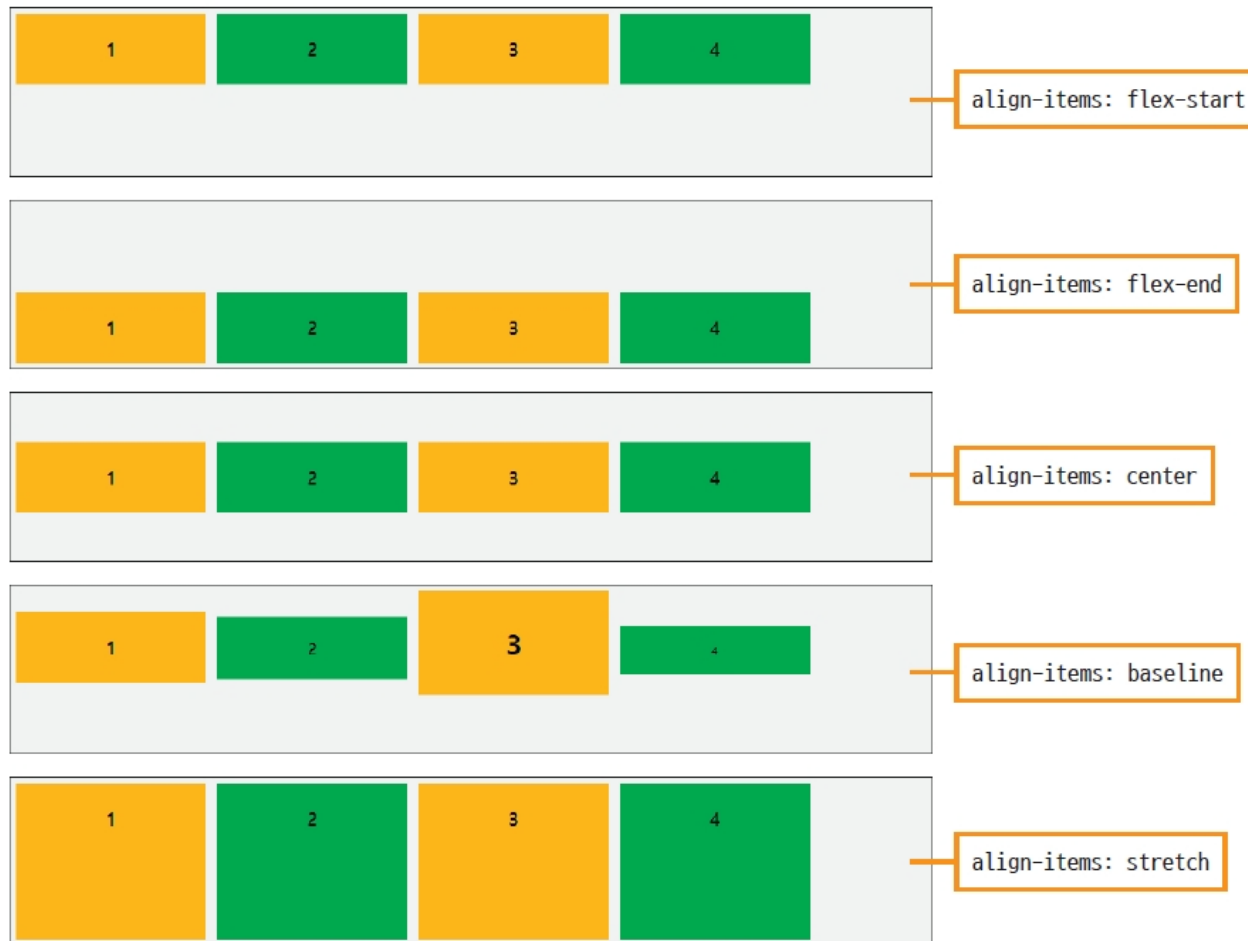 1 2 3 4
align-items: flex-start
1 2 3 4
align-items: flex-end
1 2 3 4
align-items: center
1 2 3 4
align-items: baseline
1 2 3 4
align-items: stretch